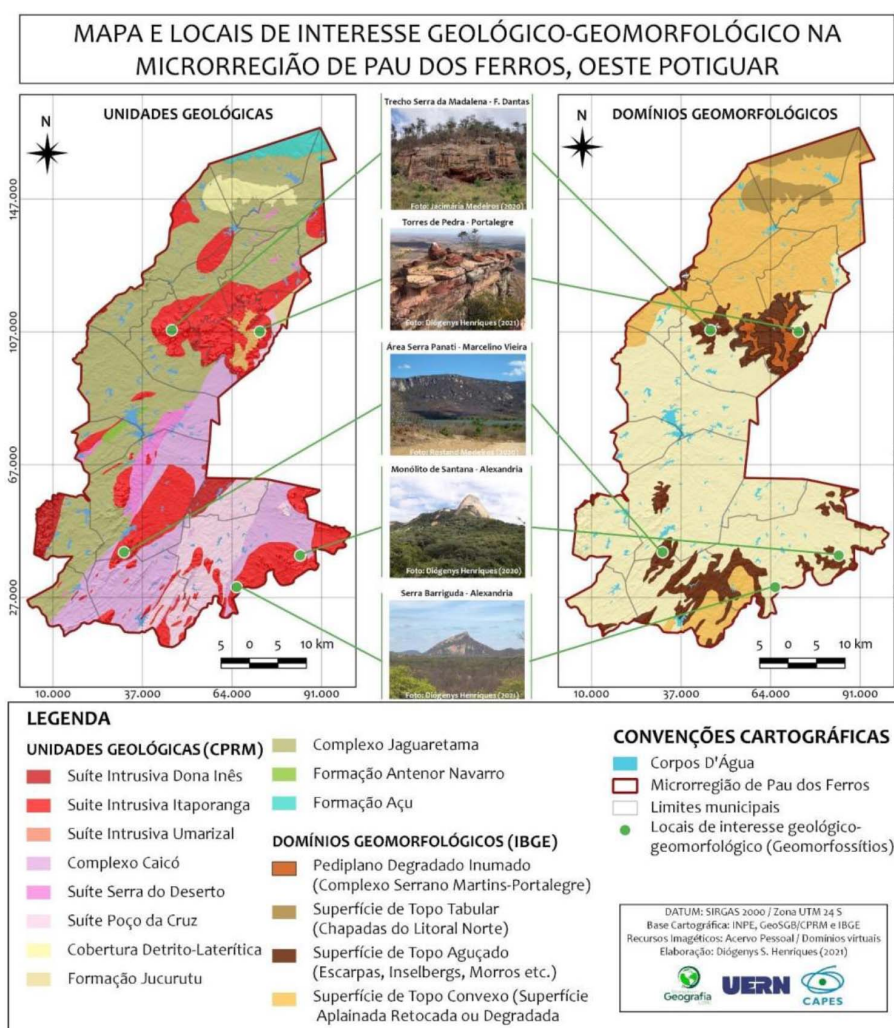 MAPA E LOCAIS DE INTERESSE GEOLÓGICO-GEOMORFOLÓGICO NA
MICRORREGIÃO DE PAU DOS FERROS, OESTE POTIGUAR
UNIDADES GEOLÓGICAS
N
147.000
107.000
67.000
27.000
5 0 5 10 km
10.000 37.000 64.000 91.000
Trecho Serra da Madalena - F. Dantas
Foto: Jacimária Medeiros (2020)
Torres de Pedra - Portalegre
Foto: Diógenys Henriques (2021)
Área Serra Panati - Marcelino Vieira
Monólito de Santana - Alexandria
Foto: Diógenys Henriques (2020)
Serra Barriguda - Alexandria
Foto: Diógenys Henriques (2021)
DOMÍNIOS GEOMORFOLÓGICOS
N
5 0 5 10 km
10.000 37.000 64.000 91.000
LEGENDA
UNIDADES GEOLÓGICAS (CPRM)
Suíte Intrusiva Dona Inês
Suite Intrusiva Itaporanga
Suíte Intrusiva Umarizal
Complexo Caicó
Suíte Serra do Deserto
Suíte Poço da Cruz
Cobertura Detrito-Laterítica
Formação Jucurutu
Complexo Jaguaretama
Formação Antenor Navarro
Formação Açu
DOMÍNIOS GEOMORFOLÓGICOS (IBGE)
Pediplano Degradado Inumado
(Complexo Serrano Martins-Portalegre)
Superfície de Topo Tabular
(Chapadas do Litoral Norte)
Superfície de Topo Aguçado
(Escarpas, Inselbergs, Morros etc.)
Superfície de Topo Convexo (Superfície
Aplainada Retocada ou Degradada
CONVENÇÕES CARTOGRÁFICAS
Corpos D'Água
Microrregião de Pau dos Ferros
Limites municipais
Locais de interesse geológico-
geomorfológico (Geomorfossítios)
DATUM: SIRGAS 2000 / Zona UTM 24 S
Base Cartográfica: INPE, GeoSGB/CPRM e IBGE
Recursos Imagéticos: Acervo Pessoal / Domínios virtuais
Elaboração: Diógenys S. Henriques (2021)
Geografia
UERN
CAPES